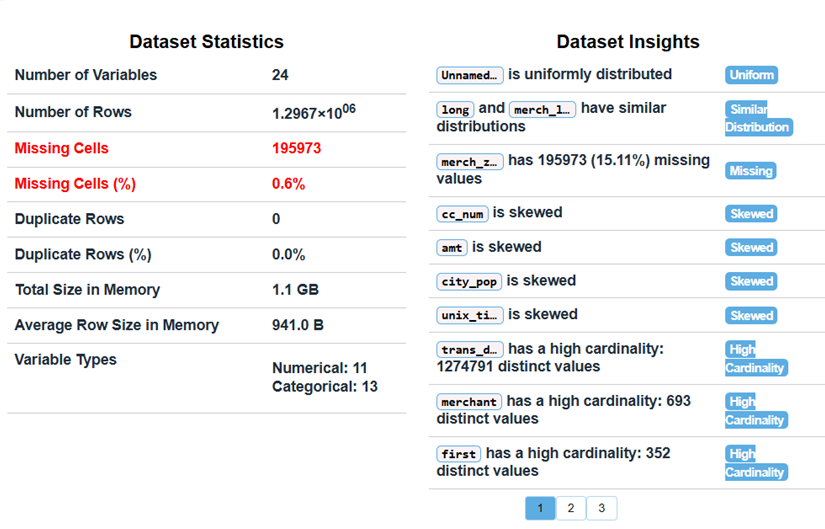 Dataset Statistics
Number of Variables 24
Number of Rows 1.2967×10⁰⁶
Missing Cells 195973
Missing Cells (%) 0.6%
Duplicate Rows 0
Duplicate Rows (%) 0.0%
Total Size in Memory 1.1 GB
Average Row Size in Memory 941.0 B
Variable Types
Numerical: 11
Categorical: 13
Dataset Insights
Unnamed… is uniformly distributed Uniform
long and merch_l… have similar Similar
distributions Distribution
merch_z… has 195973 (15.11%) missing Missing
values
cc_num is skewed Skewed
amt is skewed Skewed
city_pop is skewed Skewed
unix_ti… is skewed Skewed
trans_d… has a high cardinality: High
1274791 distinct values Cardinality
merchant has a high cardinality: 693 High
distinct values Cardinality
first has a high cardinality: 352 High
distinct values Cardinality
1 2 3